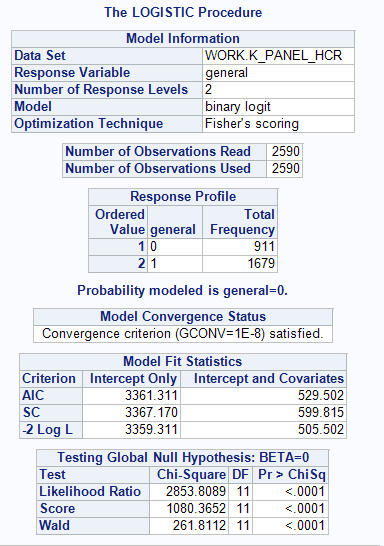 The LOGISTIC Procedure
Model Information
Data Set WORK.K_PANEL_HCR
Response Variable general
Number of Response Levels 2
Model binary logit
Optimization Technique Fisher's scoring
Number of Observations Read 2590
Number of Observations Used 2590
Response Profile
Ordered Total
Value general Frequency
1 0 911
2 1 1679
Probability modeled is general=0.
Model Convergence Status
Convergence criterion (GCONV=1E-8) satisfied.
Model Fit Statistics
Criterion Intercept Only Intercept and Covariates
AIC 3361.311 529.502
SC 3367.170 599.815
-2 Log L 3359.311 505.502
Testing Global Null Hypothesis: BETA=0
Test Chi-Square DF Pr > ChiSq
Likelihood Ratio 2853.8089 11 <.0001
Score 1080.3652 11 <.0001
Wald 261.8112 11 <.0001